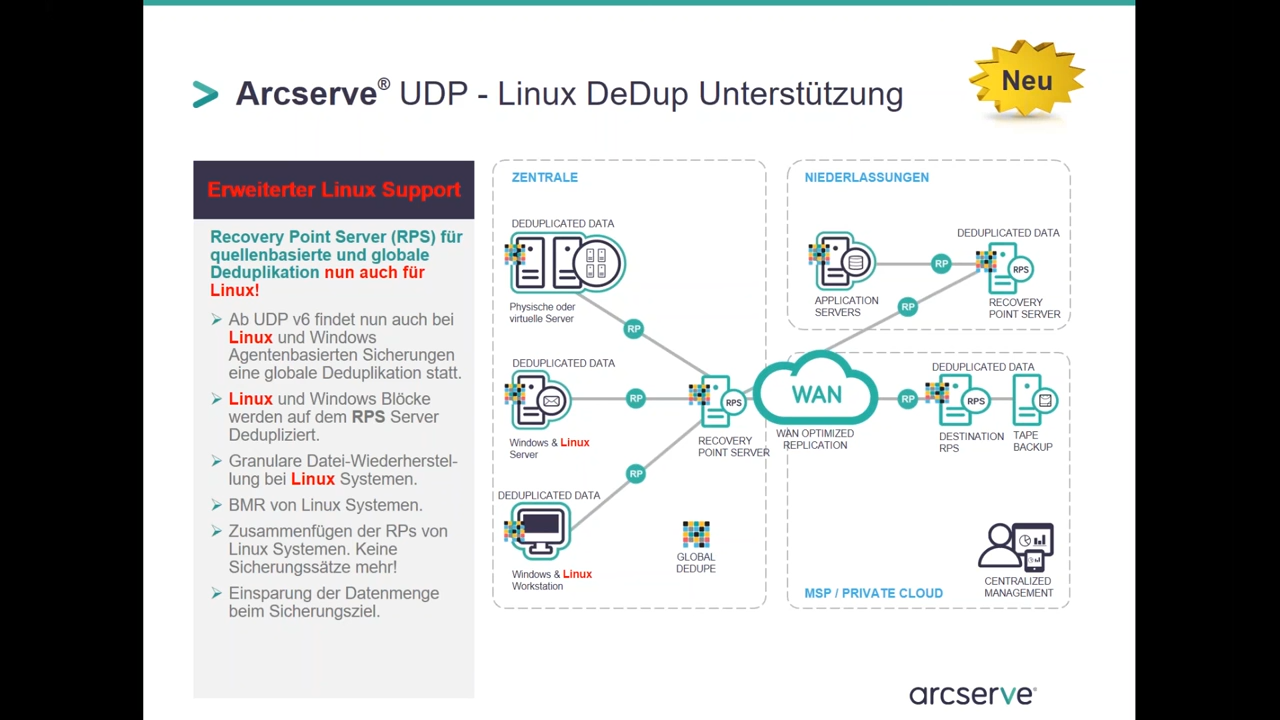 Arcserve® UDP - Linux DeDup Unterstützung
Neu
Erweiterter Linux Support
Recovery Point Server (RPS) für
quellenbasierte und globale
Deduplikation nun auch für
Linux!
Ab UDP v6 findet nun auch bei
Linux und Windows
Agentenbasierten Sicherungen
eine globale Deduplikation statt.
Linux und Windows Blöcke
werden auf dem RPS Server
Dedupliziert.
Granulare Datei-Wiederherstel-
lung bei Linux Systemen.
BMR von Linux Systemen.
Zusammenfügen der RPs von
Linux Systemen. Keine
Sicherungssätze mehr!
Einsparung der Datenmenge
beim Sicherungsziel.
ZENTRALE
DEDUPLICATED DATA
Physische oder
virtuelle Server
RP
DEDUPLICATED DATA
Windows & Linux
Server
RP
RPS
RECOVERY
POINT SERVER
RP
DEDUPLICATED DATA
Windows & Linux
Workstation
GLOBAL
DEDUPE
WAN
WAN OPTIMIZED
REPLICATION
NIEDERLASSUNGEN
APPLICATION
SERVERS
RP
RP
DEDUPLICATED DATA
RPS
RECOVERY
POINT SERVER
RP
DEDUPLICATED DATA
RPS
DESTINATION
RPS
TAPE
BACKUP
CENTRALIZED
MANAGEMENT
MSP / PRIVATE CLOUD
arcserve®